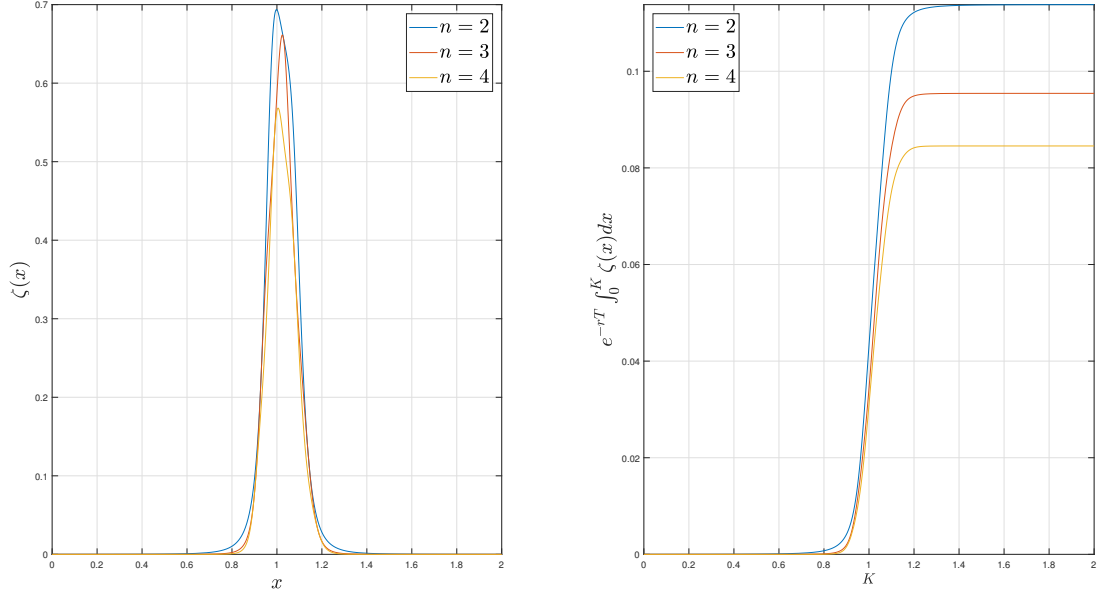 0.7
0.6
0.5
0.4
0.3
0.2
0.1
0
ζ(x)
0 0.2 0.4 0.6 0.8 1 1.2 1.4 1.6 1.8 2
x
n = 2
n = 3
n = 4
0.1
0.08
0.06
0.04
0.02
0
e^{-rT} ∫_0^K ζ(x)dx
0 0.2 0.4 0.6 0.8 1 1.2 1.4 1.6 1.8 2
K
n = 2
n = 3
n = 4